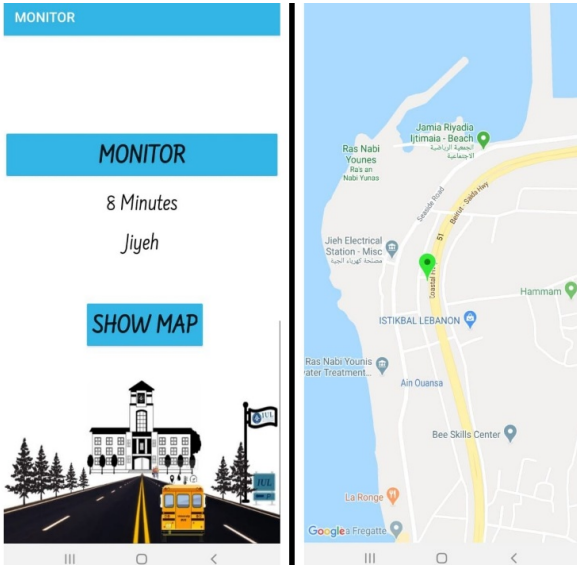 MONITOR
MONITOR
8 Minutes
Jiyeh
SHOW MAP
IUL
IUL
Jamia Riyadia
Ijtimaia - Beach
الجمعية الرياضية
الاجتماعية
Ras Nabi
Younes
Ra's an
Nabi Yunas
Seaside Road
Beirut - Saida Hwy
51
Jieh Electrical
Station - Misc
مصلحة كهرباء الجية
Coastal
Hammam
ISTIKBAL LEBANON
Ras Nabi Younis
ater Treatment...
Ain Ouansa
Bee Skills Center
La Ronge
Google
a Fregatte